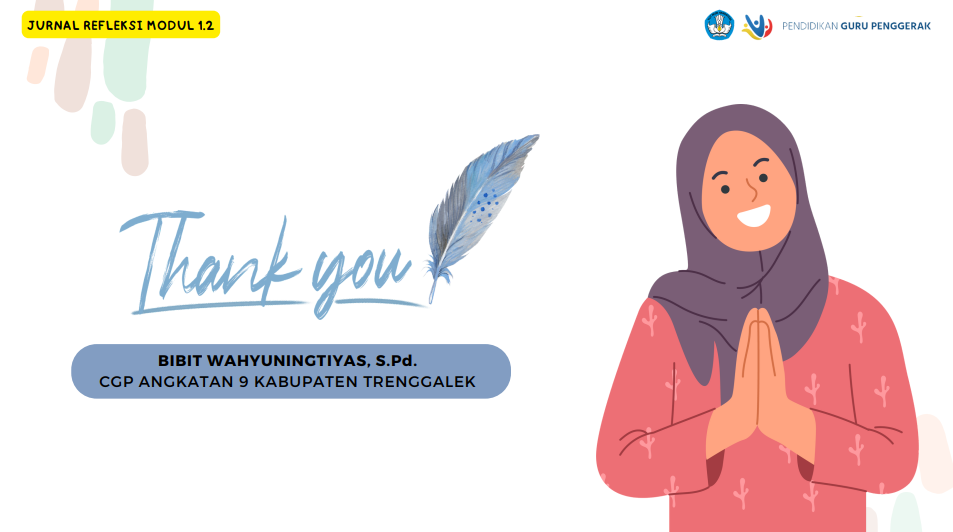 JURNAL REFLEKSI MODUL 1.2
PENDIDIKAN GURU PENGGERAK
Thank you
BIBIT WAHYUNINGTIYAS, S.Pd.
CGP ANGKATAN 9 KABUPATEN TRENGGALEK